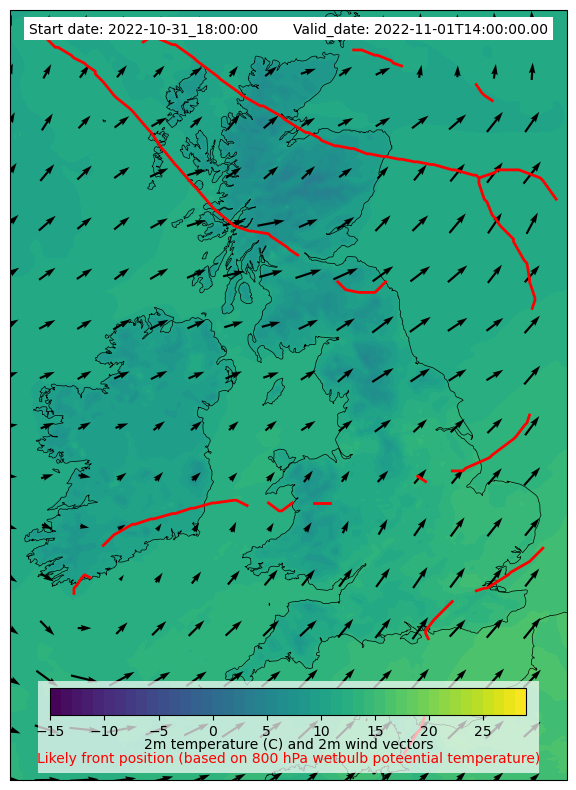 Start date: 2022-10-31_18:00:00 Valid_date: 2022-11-01T14:00:00.00
−15 −10 −5 0 5 10 15 20 25
2m temperature (C) and 2m wind vectors
Likely front position (based on 800 hPa wetbulb poteential temperature)